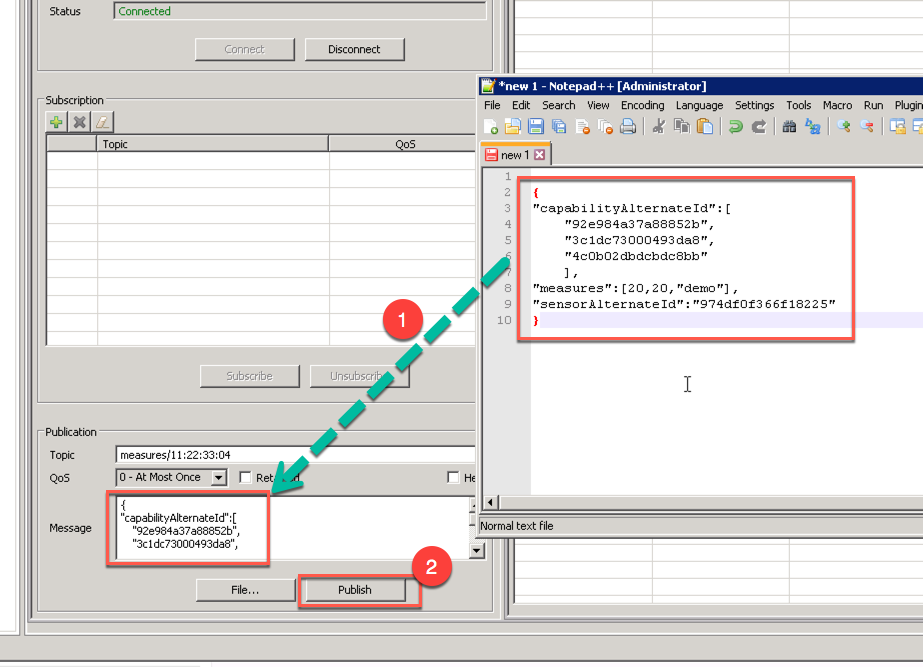 Status Connected
Connect Disconnect
Subscription
Topic QoS
Subscribe
Publication
Topic measures/11:22:33:04
QoS 0 - At Most Once
Message {
"capabilityAlternateId":[
"92e984a37a88852b",
"3c1dc73000493da8",
File... Publish
1
2
*new 1 - Notepad++ [Administrator]
File Edit Search View Encoding Language Settings Tools Macro Run Plugin
new 1
1
2 {
3 "capabilityAlternateId":[
4 "92e984a37a88852b",
5 "3c1dc73000493da8",
6 "4c0b02dbdcbdc8bb"
7 ],
8 "measures":[20,20,"demo"],
9 "sensorAlternateId":"974df0f366f18225"
10 }
Normal text file